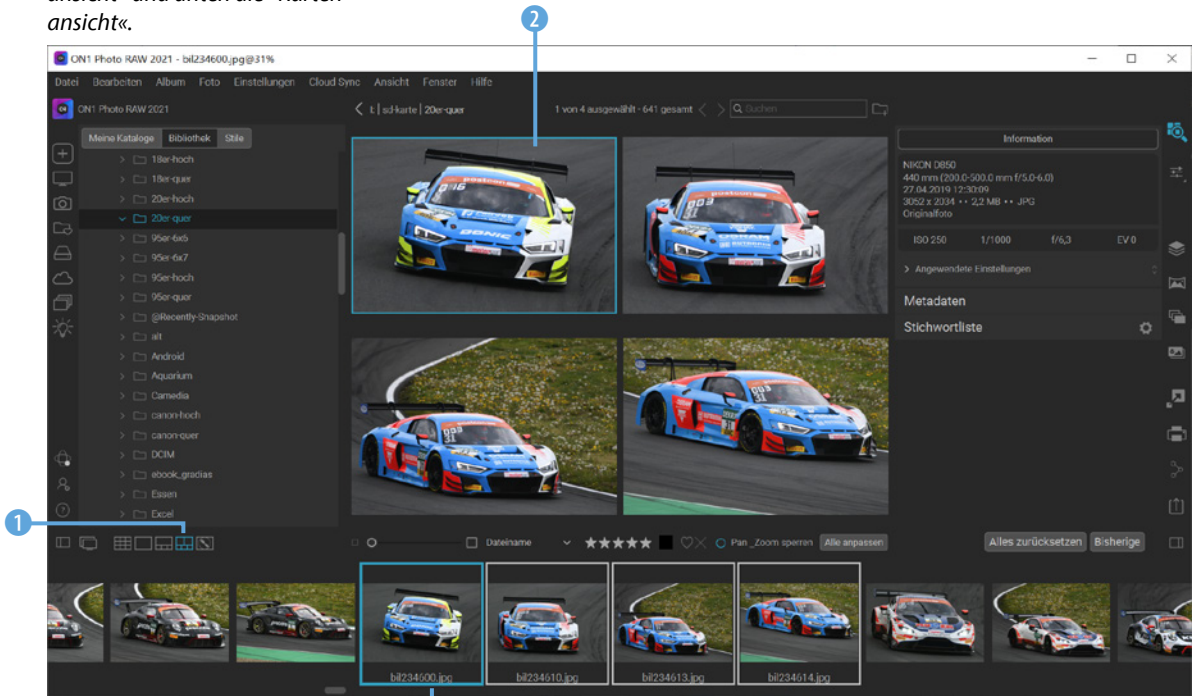 ansicht«.
2
ON1 Photo RAW 2021 - bil234600.jpg@31%
Datei Bearbeiten Album Foto Einstellungen Cloud Sync Ansicht Fenster Hilfe
ON1 Photo RAW 2021
t: | sd-karte | 20er-quer
1 von 4 ausgewählt - 641 gesamt
Suchen
Meine Kataloge Bibliothek Stile
18er-hoch
18er-quer
20er-hoch
20er-quer
95er-6x6
95er-6x7
95er-hoch
95er-quer
@Recently-Snapshot
alt
Android
Aquarium
Camedia
canon-hoch
canon-quer
DCIM
ebook_gradias
Essen
Excel
Information
NIKON D850
440 mm (200.0-500.0 mm f/5.0-6.0)
27.04.2019 12:30:09
3052 x 2034 •• 2,2 MB •• JPG
Originalfoto
ISO 250 1/1000 f/6,3 EV 0
Angewendete Einstellungen
Metadaten
Stichwortliste
1
Dateiname
Pan _Zoom sperren
Alle anpassen
Alles zurücksetzen
Bisherige
bil234600.jpg
bil234610.jpg
bil234613.jpg
bil234614.jpg